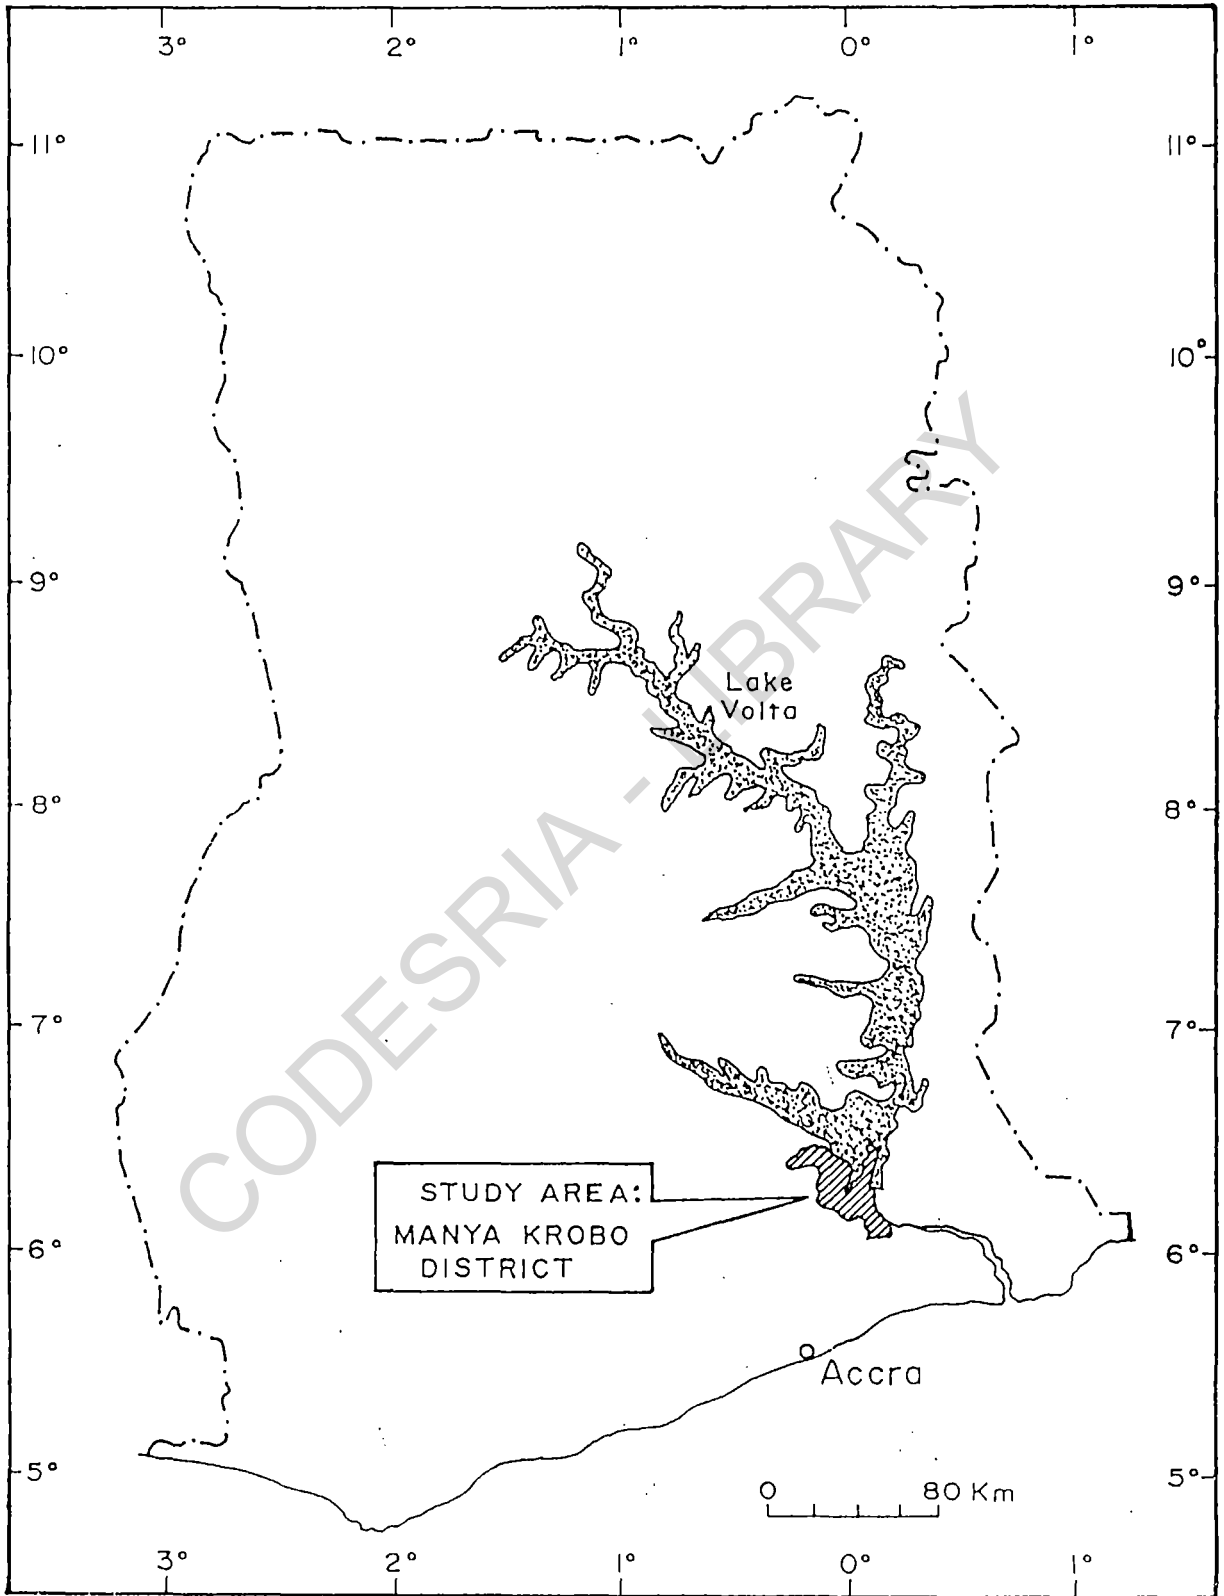 3° 2° 1° 0° 1°
11° 11°
10° 10°
9° 9°
Lake
Volta
8° 8°
7° 7°
STUDY AREA:
MANYA KROBO
DISTRICT
6° 6°
Accra
5° 5°
0 80 Km
3° 2° 1° 0° 1°
CODESRIA - LIBRARY